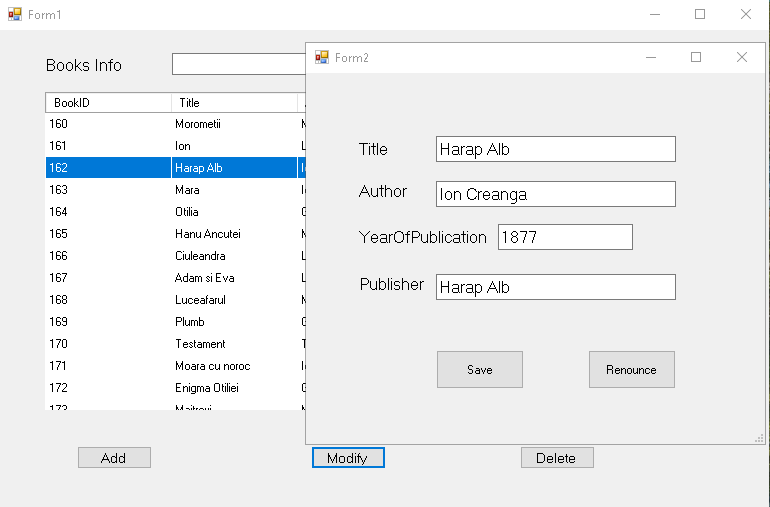 Form1
Books Info
BookID Title
160 Morometii
161 Ion
162 Harap Alb
163 Mara
164 Otilia
165 Hanu Ancutei
166 Ciuleandra
167 Adam si Eva
168 Luceafarul
169 Plumb
170 Testament
171 Moara cu noroc
172 Enigma Otiliei
173 Maitreyi
Add
Modify
Delete
Form2
Title Harap Alb
Author Ion Creanga
YearOfPublication 1877
Publisher Harap Alb
Save
Renounce